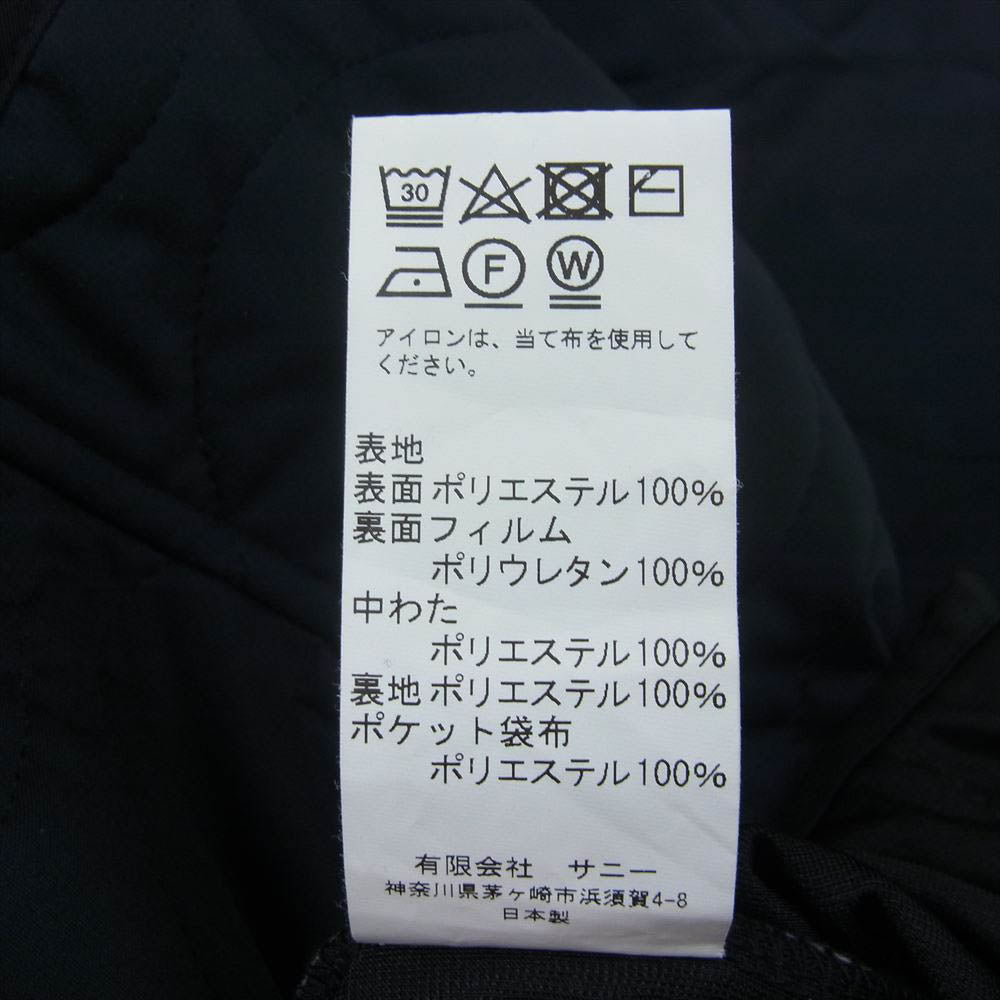 30
F W
アイロンは、当て布を使用して
ください。
表地
表面 ポリエステル100%
裏面フィルム
ポリウレタン100%
中わた
ポリエステル100%
裏地 ポリエステル100%
ポケット袋布
ポリエステル100%
有限会社 サニー
神奈川県茅ヶ崎市浜須賀4-8
日本製